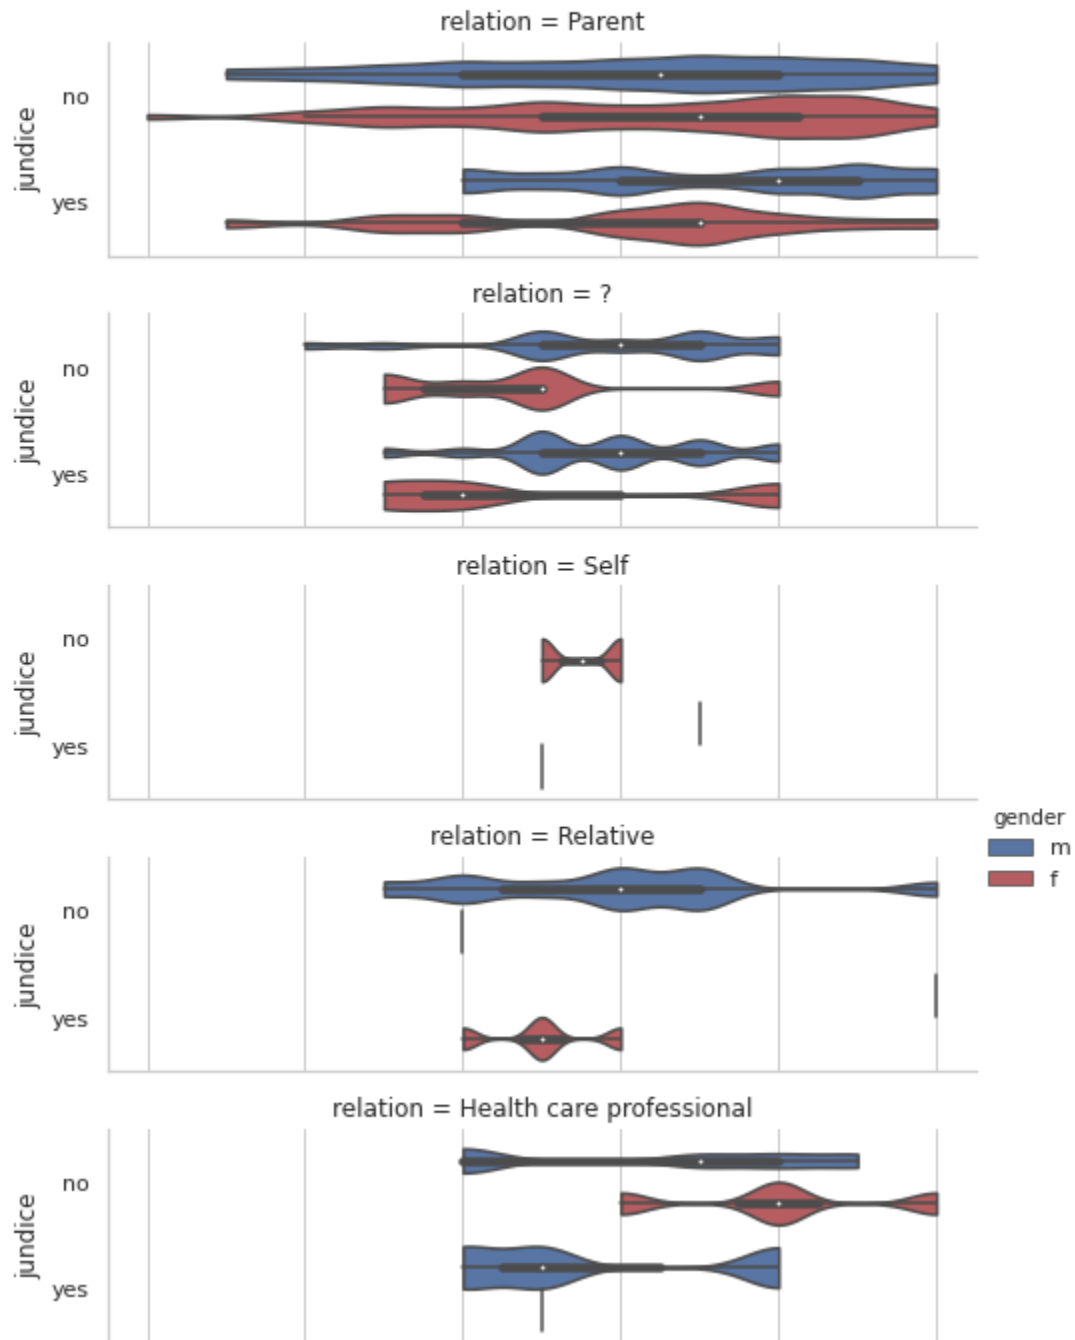 relation = Parent
no
jundice
yes
relation = ?
no
jundice
yes
relation = Self
no
jundice
yes
gender
m
f
relation = Relative
no
jundice
yes
relation = Health care professional
no
jundice
yes